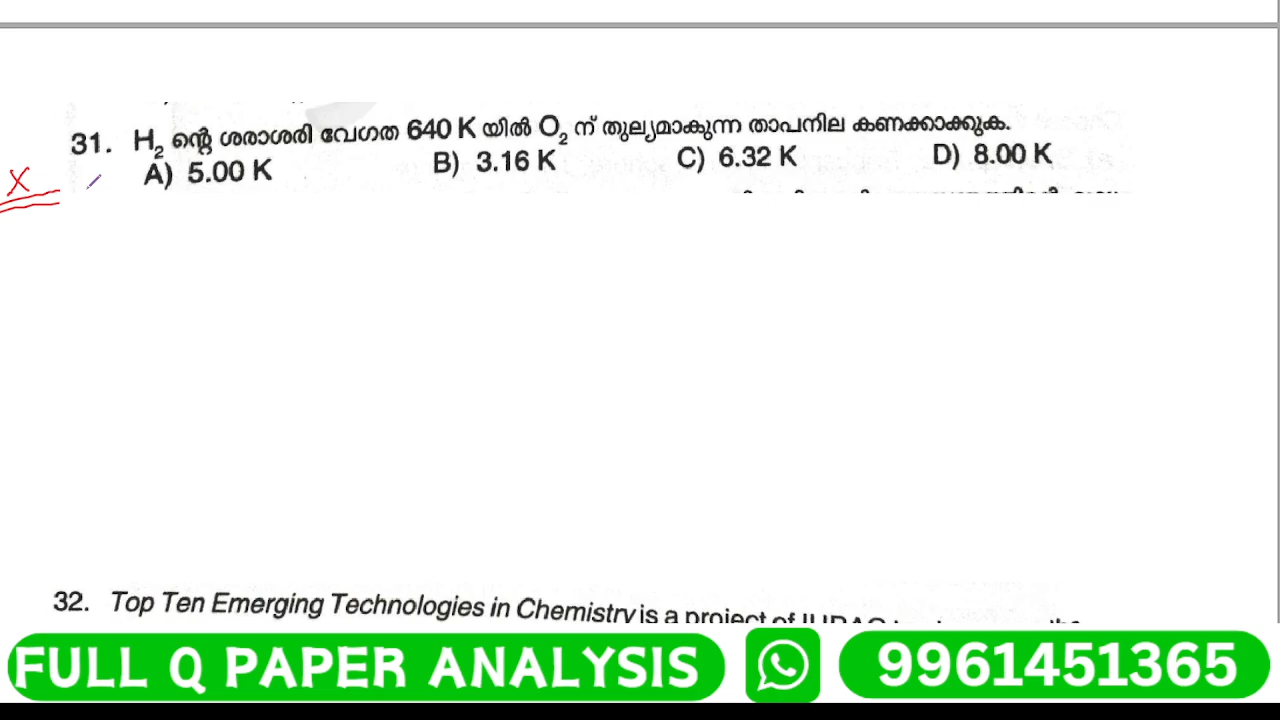 31. H₂ ന്റെ ശരാശരി വേഗത 640 K യിൽ O₂ ന് തുല്യമാകുന്ന താപനില കണക്കാക്കുക.
A) 5.00 K B) 3.16 K C) 6.32 K D) 8.00 K
X
32. Top Ten Emerging Technologies in Chemistry is a project of IUPAC
FULL Q PAPER ANALYSIS 9961451365